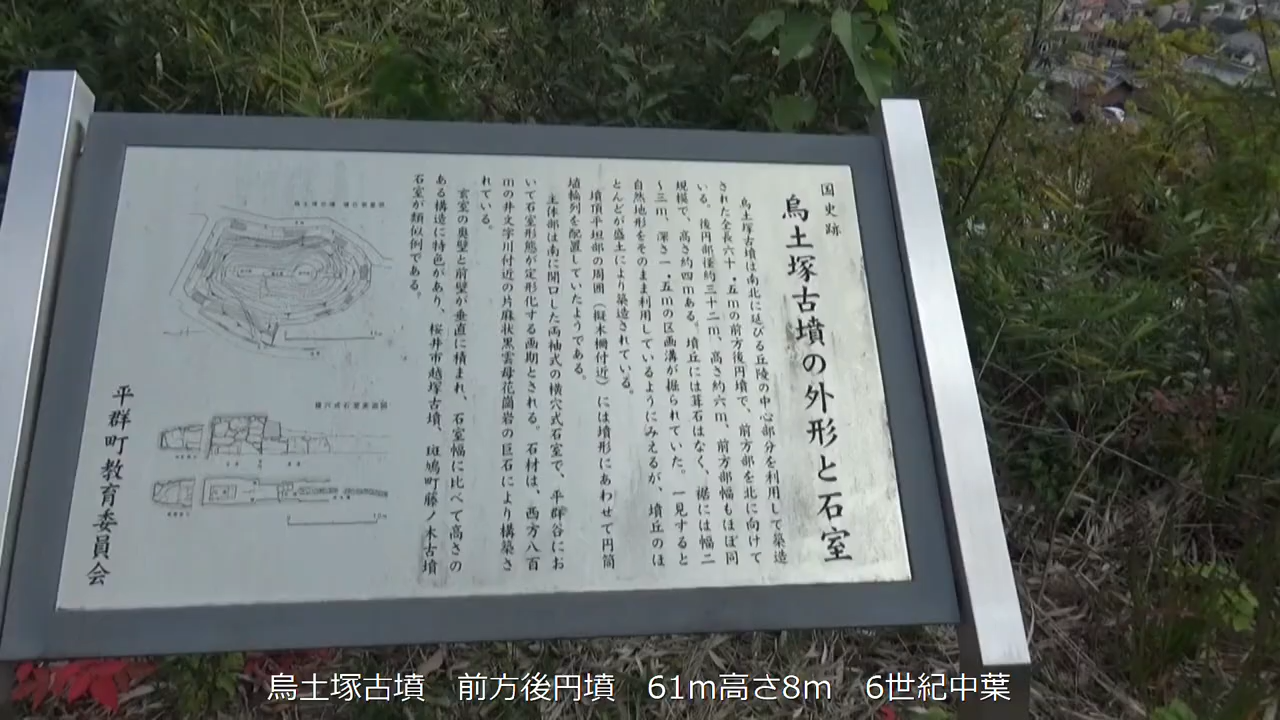 国史跡
烏土塚古墳の外形と石室
烏土塚古墳は南北に延びる丘陵の中心部分を利用して築造
された全長六十・五mの前方後円墳で、前方部を北に向けて
いる。後円部径約三十二m、高さ約六m、前方部幅もほぼ同
規模で、高さ約四mある。墳丘には葺石はなく、裾には幅二
~三m、深さ一・五mの区画溝が掘られていた。一見すると
自然地形をそのまま利用しているようにみえるが、墳丘のほ
とんどが盛土により築造されている。
墳頂平坦部の周囲(擬木柵付近)には墳形にあわせて円筒
埴輪列を配置していたようである。
主体部は南に開口した両袖式の横穴式石室で、平群谷にお
いて石室形態が定形化する画期とされる。石材は、西方八百
mの井文字川付近の片麻状黒雲母花崗岩の巨石により構築さ
れている。
玄室の奥壁と前壁が垂直に積まれ、石室幅に比べて高さの
ある構造に特色があり、桜井市越塚古墳、斑鳩町藤ノ木古墳
石室が類似例である。
平群町教育委員会
烏土塚古墳 前方後円墳 61m高さ8m 6世紀中葉